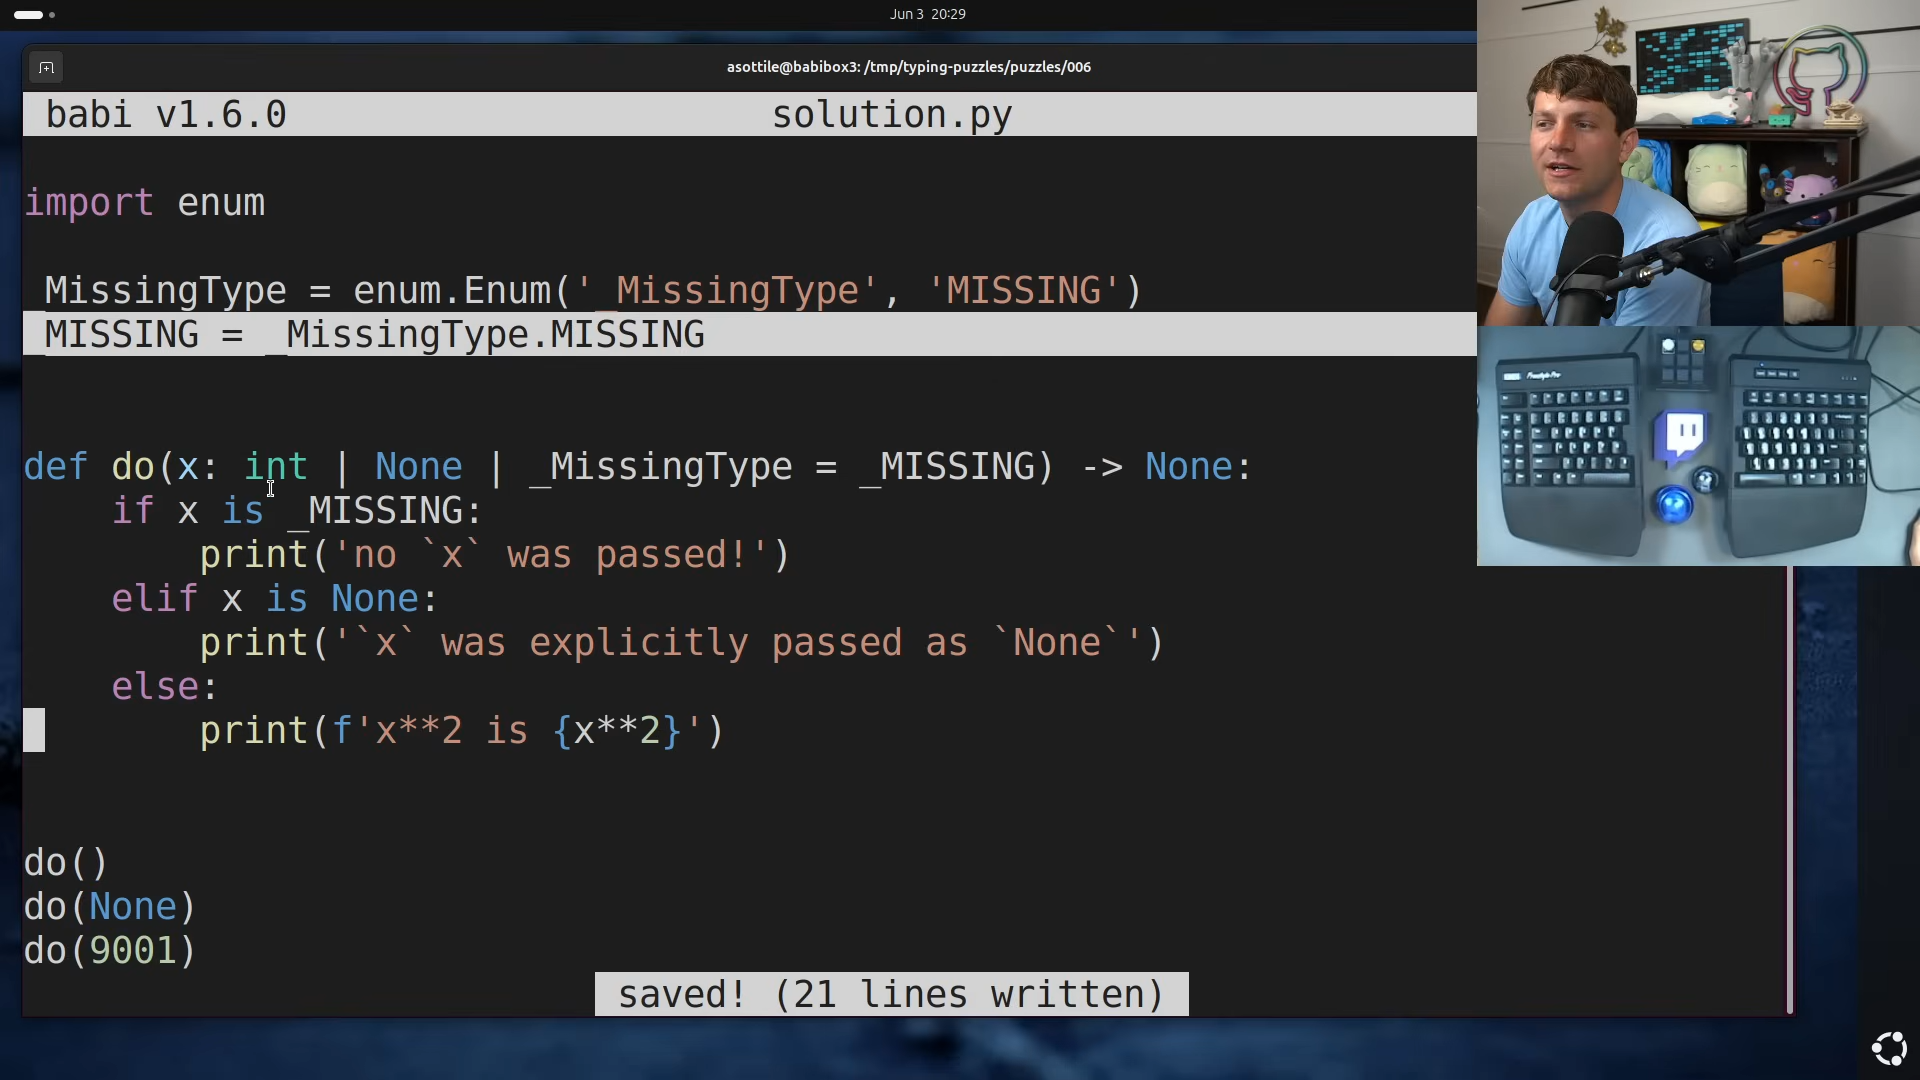 Jun 3 20:29
asottile@babibox3: /tmp/typing-puzzles/puzzles/006
babi v1.6.0 solution.py
import enum
_MissingType = enum.Enum('_MissingType', 'MISSING')
_MISSING = _MissingType.MISSING
def do(x: int | None | _MissingType = _MISSING) -> None:
    if x is _MISSING:
        print('no `x` was passed!')
    elif x is None:
        print('`x` was explicitly passed as `None`')
    else:
        print(f'x**2 is {x**2}')
do()
do(None)
do(9001)
saved! (21 lines written)